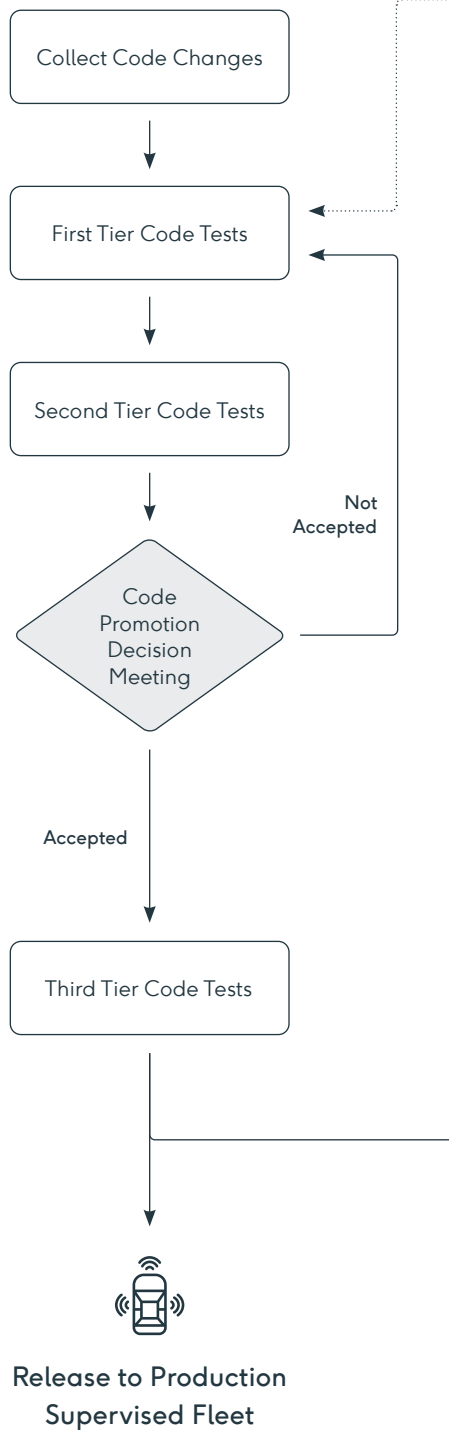 Collect Code Changes
First Tier Code Tests
Second Tier Code Tests
Not
Accepted
Code
Promotion
Decision
Meeting
Accepted
Third Tier Code Tests
Release to Production
Supervised Fleet